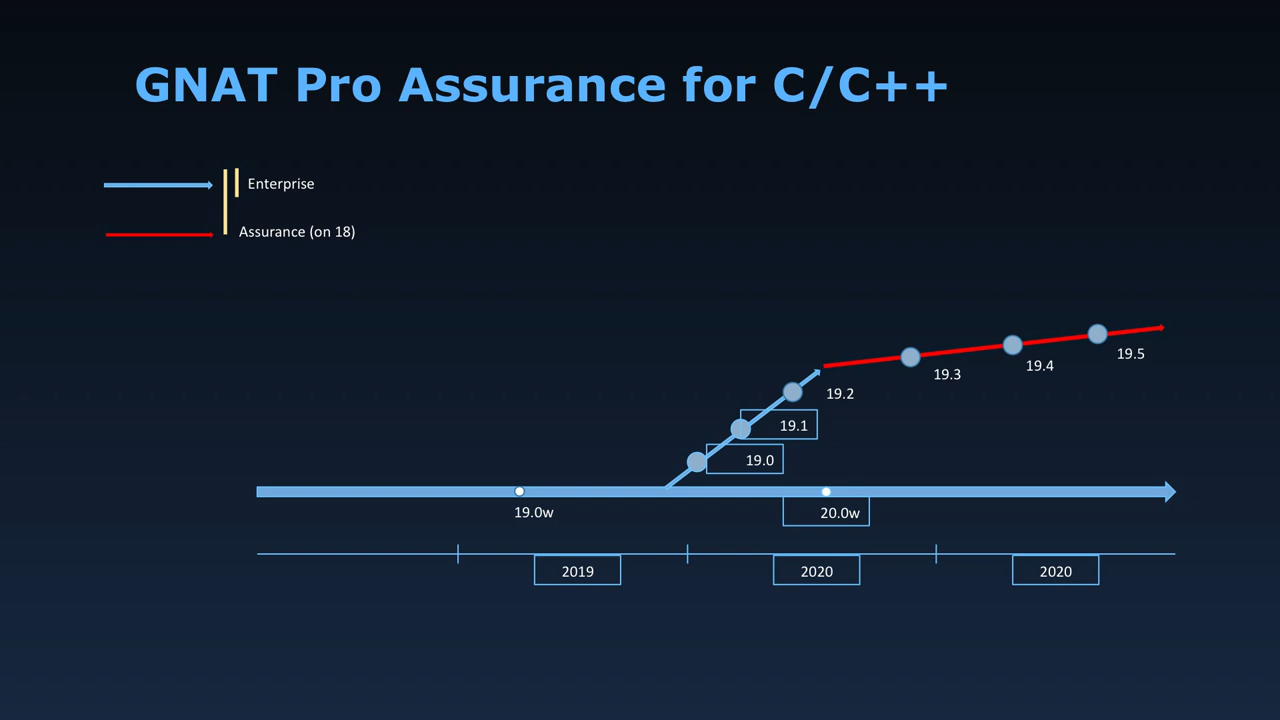 GNAT Pro Assurance for C/C++
Enterprise
Assurance (on 18)
19.5
19.4
19.3
19.2
19.1
19.0
19.0w
20.0w
2019
2020
2020